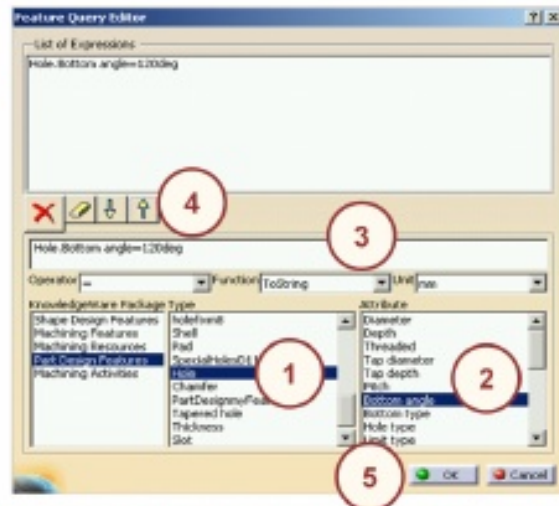 Feature Query Editor
List of Expressions
Hole.Bottom angle=120deg
4
3
Hole.Bottom angle=120deg
Operator = Function ToString Unit mm
KnowledgeWare Package Type Attribute
Shape Design Features
Machining Features
Machining Resources
Part Design Features
Machining Activities
Shell
Pad
Hole
Chamfer
Tapered hole
Thickness
Slot
1
Diameter
Depth
Threaded
Tap diameter
Tap depth
Pitch
Bottom angle
Bottom type
Hole type
Limit type
2
5
OK Cancel